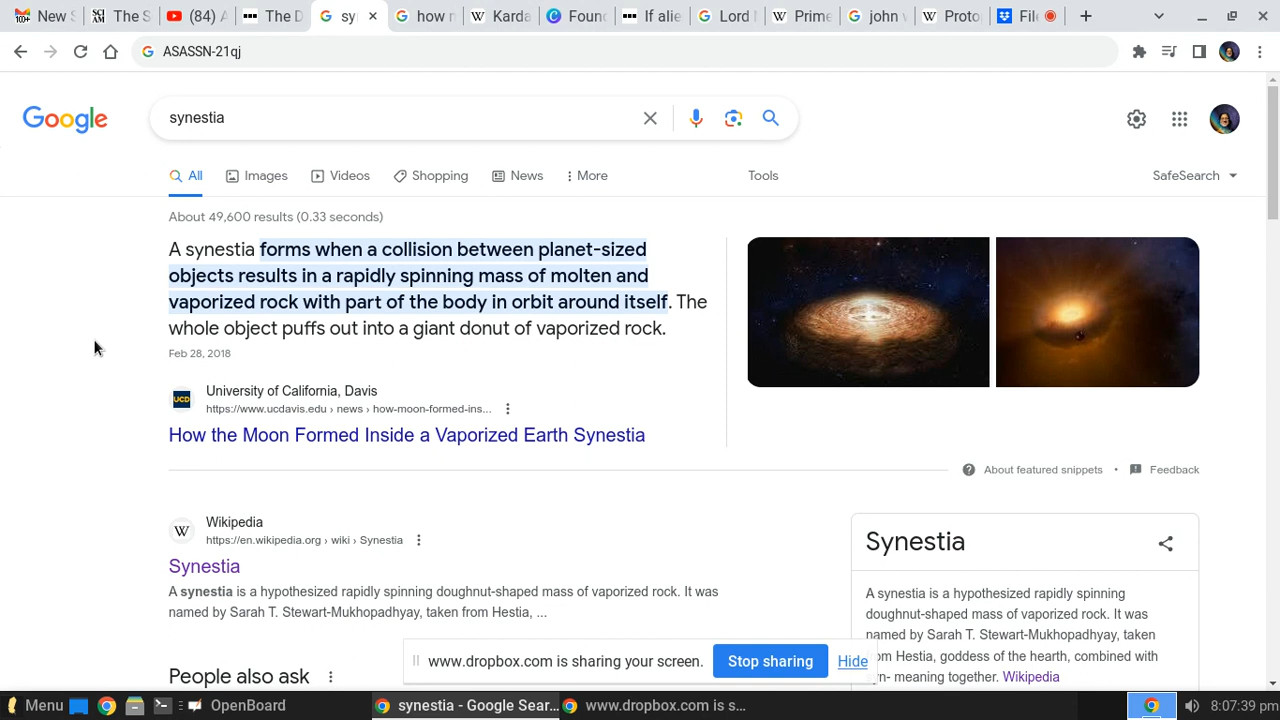 New S
The S
(84) A
The D
sy
how n
Karda
Found
If alie
Lord M
Prime
john v
Proto
File
ASASSN-21qj
Google
synestia
All
Images
Videos
Shopping
News
More
Tools
SafeSearch
About 49,600 results (0.33 seconds)
A synestia forms when a collision between planet-sized
objects results in a rapidly spinning mass of molten and
vaporized rock with part of the body in orbit around itself. The
whole object puffs out into a giant donut of vaporized rock.
Feb 28, 2018
UCD
University of California, Davis
https://www.ucdavis.edu › news › how-moon-formed-ins...
How the Moon Formed Inside a Vaporized Earth Synestia
About featured snippets • Feedback
W
Wikipedia
https://en.wikipedia.org › wiki › Synestia
Synestia
A synestia is a hypothesized rapidly spinning doughnut-shaped mass of vaporized rock. It was
named by Sarah T. Stewart-Mukhopadhyay, taken from Hestia, ...
People also ask
Synestia
A synestia is a hypothesized rapidly spinning
doughnut-shaped mass of vaporized rock. It was
named by Sarah T. Stewart-Mukhopadhyay, taken
om Hestia, goddess of the hearth, combined with
n- meaning together. Wikipedia
www.dropbox.com is sharing your screen.
Stop sharing
Hide
Menu
OpenBoard
synestia - Google Sear...
www.dropbox.com is s...
8:07:39 pm